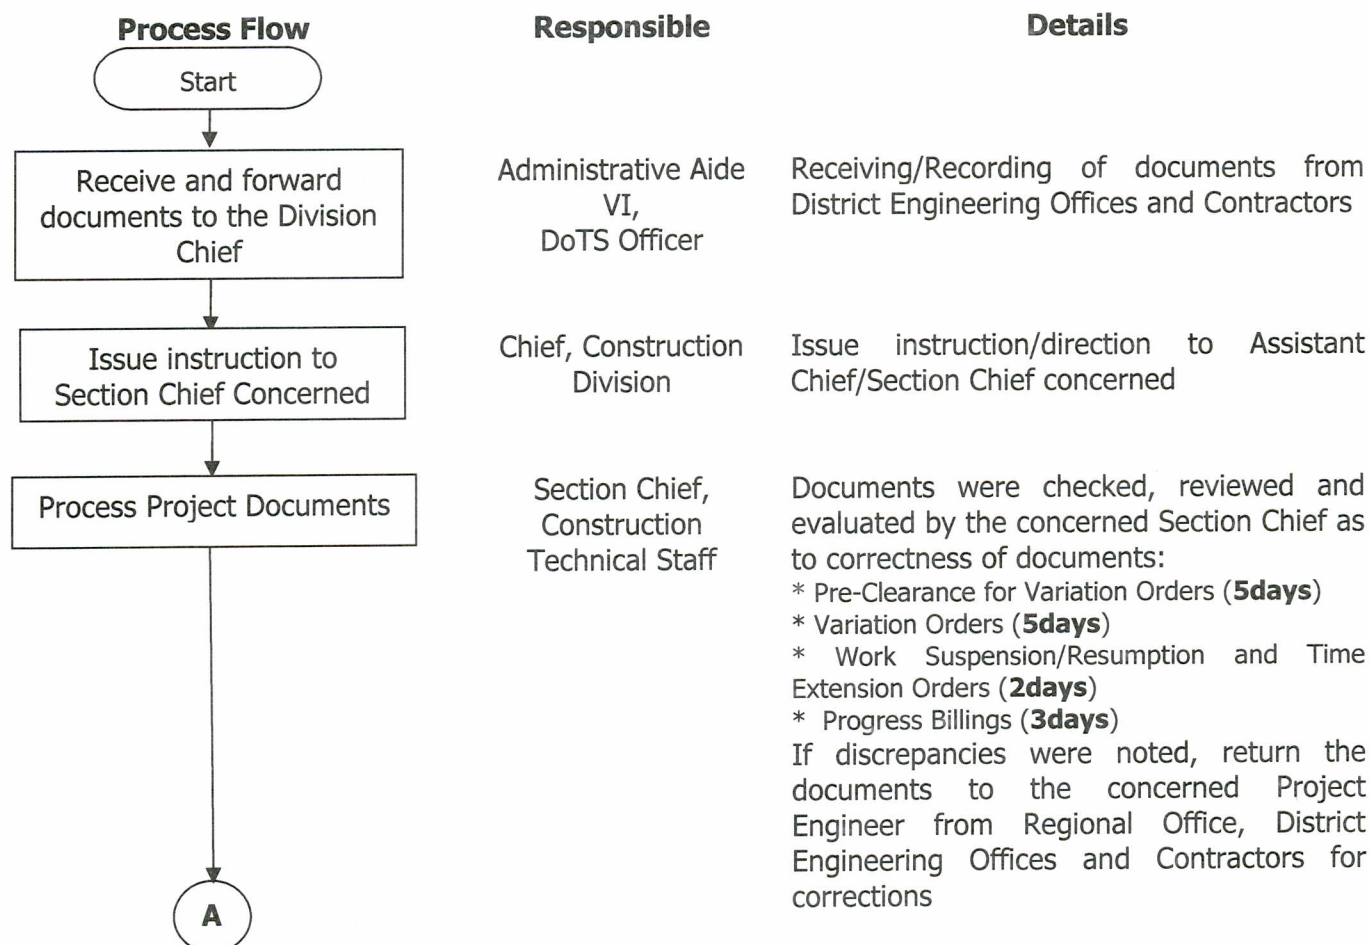 Process Flow Responsible Details
Start
Receive and forward
documents to the Division
Chief
Administrative Aide
VI,
DoTS Officer
Receiving/Recording of documents from
District Engineering Offices and Contractors
Issue instruction to
Section Chief Concerned
Chief, Construction
Division
Issue instruction/direction to Assistant
Chief/Section Chief concerned
Process Project Documents
Section Chief,
Construction
Technical Staff
Documents were checked, reviewed and
evaluated by the concerned Section Chief as
to correctness of documents:
* Pre-Clearance for Variation Orders (5days)
* Variation Orders (5days)
* Work Suspension/Resumption and Time
Extension Orders (2days)
* Progress Billings (3days)
If discrepancies were noted, return the
documents to the concerned Project
Engineer from Regional Office, District
Engineering Offices and Contractors for
corrections
A